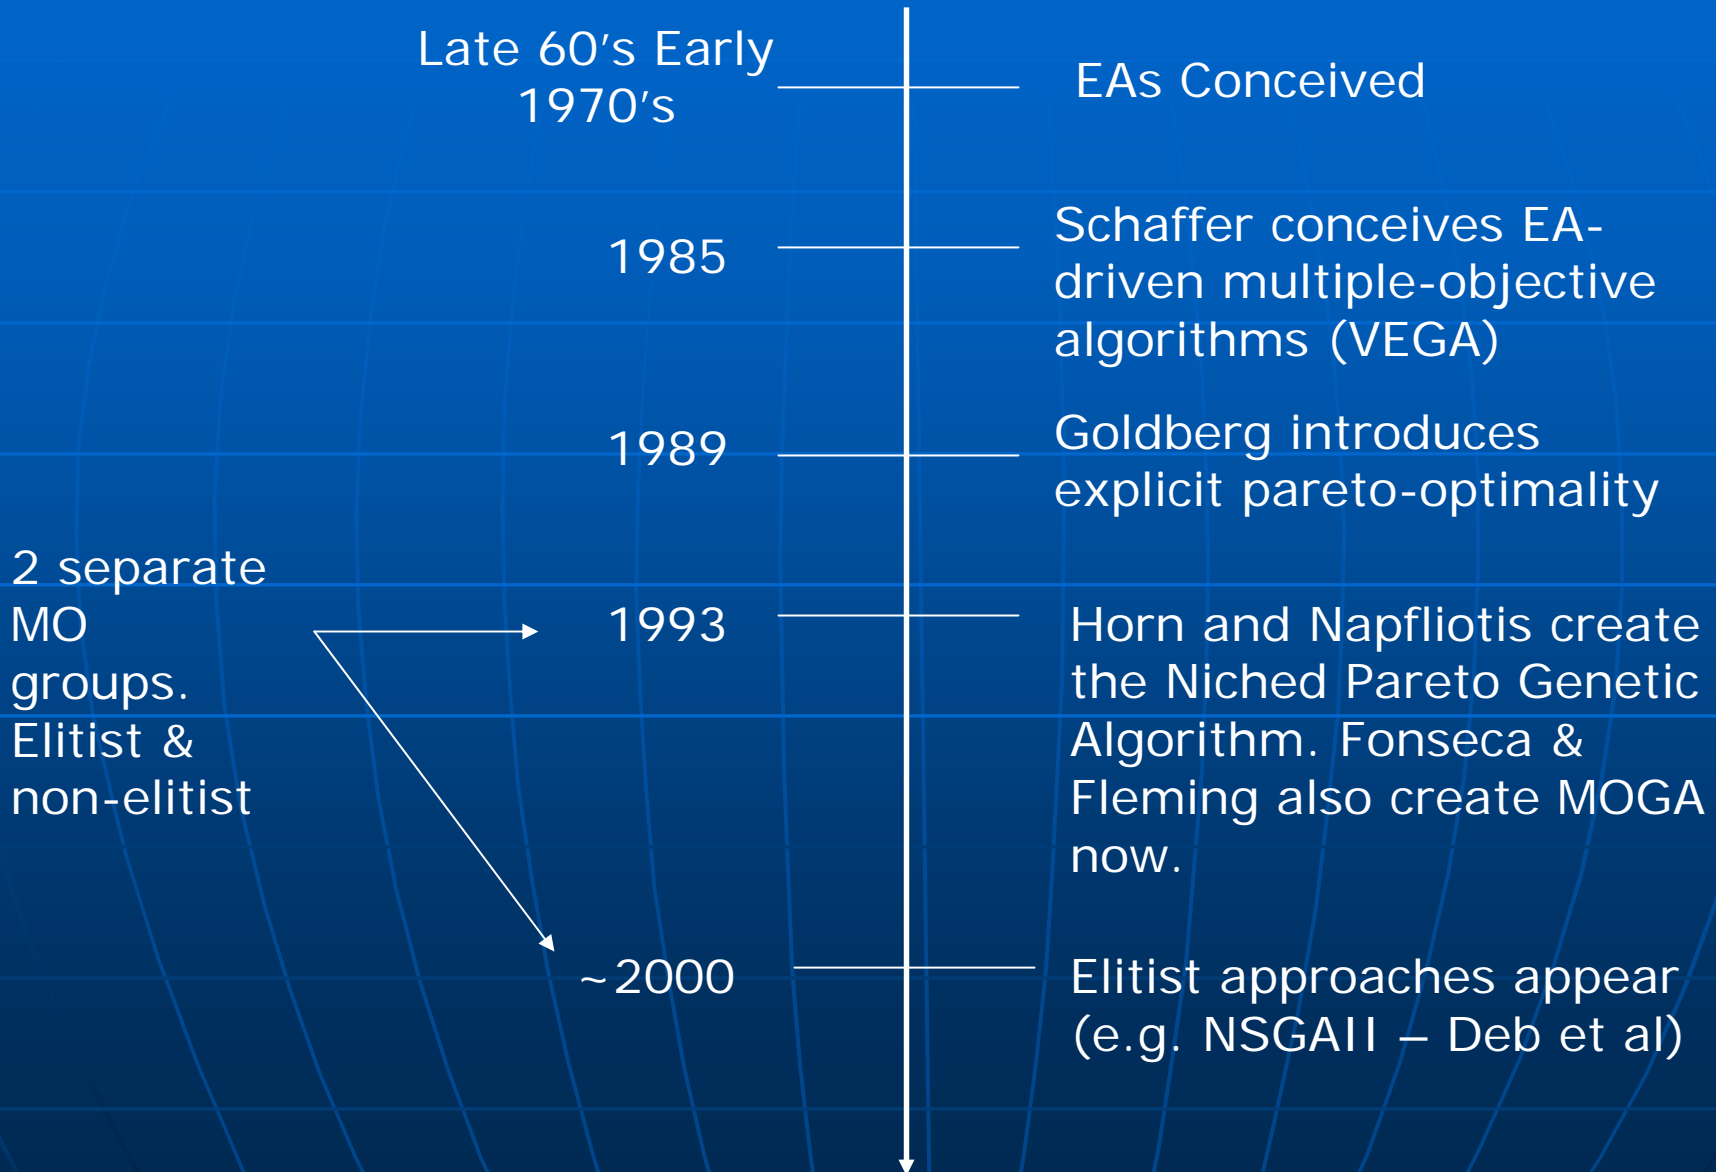 Late 60's Early
1970's
EAs Conceived
1985
Schaffer conceives EA-
driven multiple-objective
algorithms (VEGA)
1989
Goldberg introduces
explicit pareto-optimality
2 separate
MO
groups.
Elitist &
non-elitist
1993
Horn and Napfliotis create
the Niched Pareto Genetic
Algorithm. Fonseca &
Fleming also create MOGA
now.
~2000
Elitist approaches appear
(e.g. NSGAII – Deb et al)